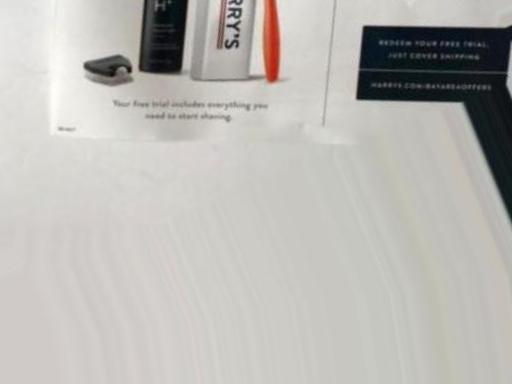 H+
HARRY'S
Your free trial includes everything you
need to start shaving.
REDEEM YOUR FREE TRIAL,
JUST COVER SHIPPING
HARRYS.COM/BAYAREAOFFERS